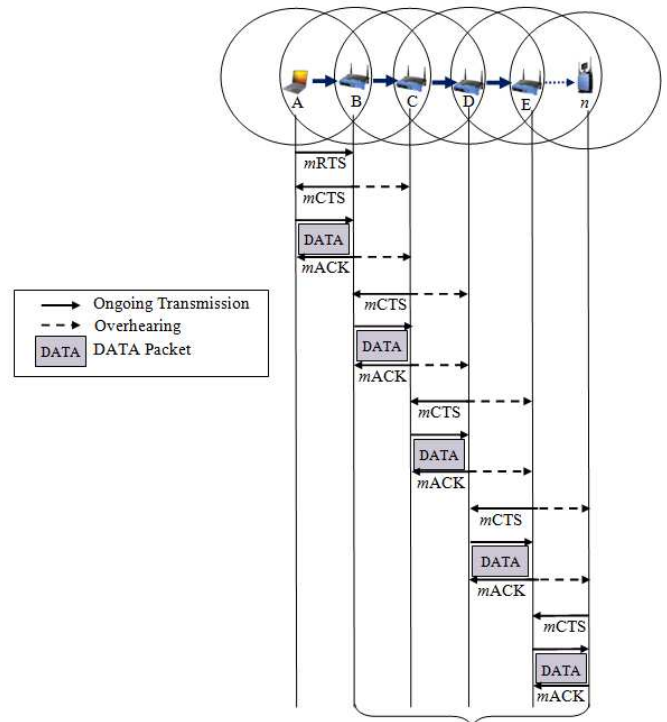 A B C D E n
mRTS
mCTS
DATA
mACK
mCTS
DATA
mACK
mCTS
DATA
mACK
mCTS
DATA
mACK
mCTS
DATA
mACK
Ongoing Transmission
Overhearing
DATA DATA Packet